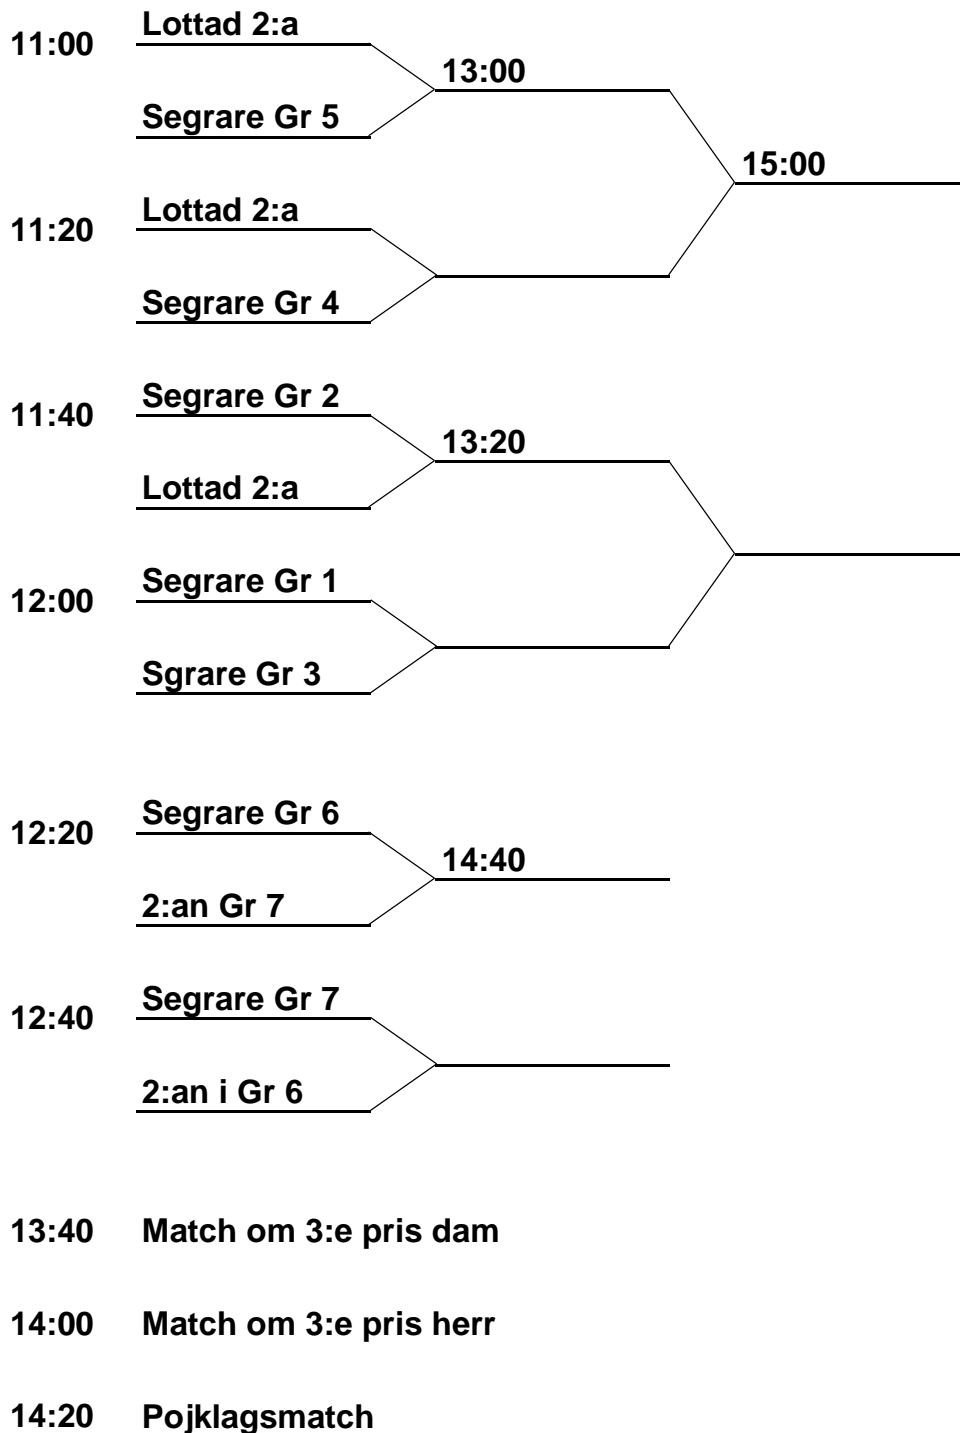 Lottad 2:a
11:00
13:00
Segrare Gr 5
15:00
Lottad 2:a
11:20
Segrare Gr 4
Segrare Gr 2
11:40
13:20
Lottad 2:a
Segrare Gr 1
12:00
Sgrare Gr 3
Segrare Gr 6
12:20
14:40
2:an Gr 7
Segrare Gr 7
12:40
2:an i Gr 6
13:40 Match om 3:e pris dam
14:00 Match om 3:e pris herr
14:20 Pojklagsmatch